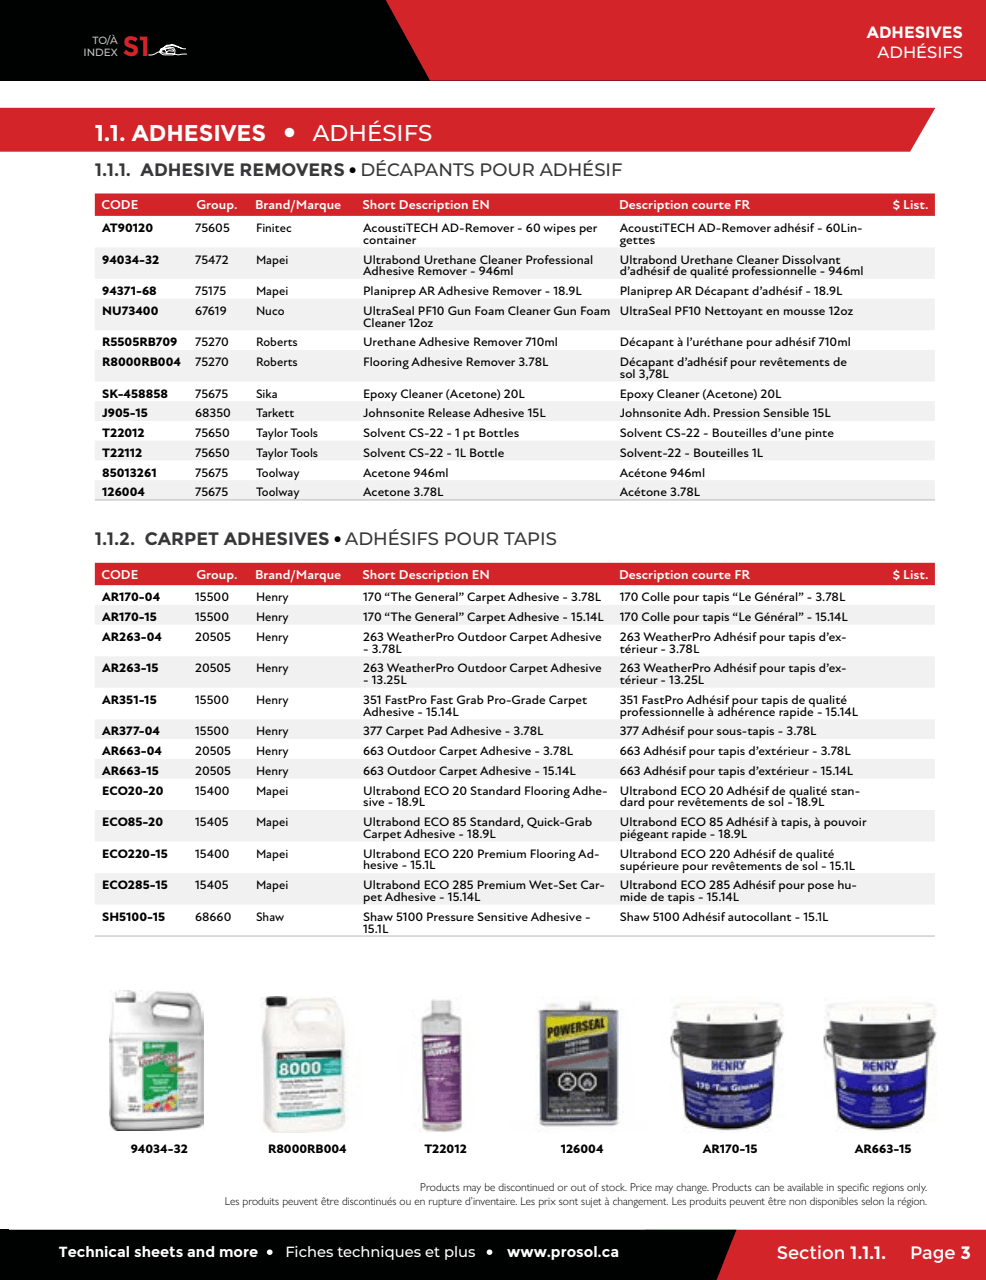 TO/À
INDEX S1
ADHESIVES
ADHÉSIFS
1.1. ADHESIVES • ADHÉSIFS
1.1.1. ADHESIVE REMOVERS • DÉCAPANTS POUR ADHÉSIF
CODE Group. Brand/Marque Short Description EN Description courte FR $ List.
AT90120 75605 Finitec AcoustiTECH AD-Remover - 60 wipes per AcoustiTECH AD-Remover adhésif - 60Lin-
container gettes
94034-32 75472 Mapei Ultrabond Urethane Cleaner Professional Ultrabond Urethane Cleaner Dissolvant
Adhesive Remover - 946ml d'adhésif de qualité professionnelle - 946ml
94371-68 75175 Mapei Planiprep AR Adhesive Remover - 18.9L Planiprep AR Décapant d'adhésif - 18.9L
NU73400 67619 Nuco UltraSeal PF10 Gun Foam Cleaner Gun Foam UltraSeal PF10 Nettoyant en mousse 12oz
Cleaner 12oz
R5505RB709 75270 Roberts Urethane Adhesive Remover 710ml Décapant à l'uréthane pour adhésif 710ml
R8000RB004 75270 Roberts Flooring Adhesive Remover 3.78L Décapant d'adhésif pour revêtements de
sol 3,78L
SK-458858 75675 Sika Epoxy Cleaner (Acetone) 20L Epoxy Cleaner (Acetone) 20L
J905-15 68350 Tarkett Johnsonite Release Adhesive 15L Johnsonite Adh. Pression Sensible 15L
T22012 75650 Taylor Tools Solvent CS-22 - 1 pt Bottles Solvent CS-22 - Bouteilles d'une pinte
T22112 75650 Taylor Tools Solvent CS-22 - 1L Bottle Solvent-22 - Bouteilles 1L
85013261 75675 Toolway Acetone 946ml Acétone 946ml
126004 75675 Toolway Acetone 3.78L Acétone 3.78L
1.1.2. CARPET ADHESIVES • ADHÉSIFS POUR TAPIS
CODE Group. Brand/Marque Short Description EN Description courte FR $ List.
AR170-04 15500 Henry 170 “The General” Carpet Adhesive - 3.78L 170 Colle pour tapis “Le Général” - 3.78L
AR170-15 15500 Henry 170 “The General” Carpet Adhesive - 15.14L 170 Colle pour tapis “Le Général” - 15.14L
AR263-04 20505 Henry 263 WeatherPro Outdoor Carpet Adhesive 263 WeatherPro Adhésif pour tapis d'ex-
- 3.78L térieur - 3.78L
AR263-15 20505 Henry 263 WeatherPro Outdoor Carpet Adhesive 263 WeatherPro Adhésif pour tapis d'ex-
- 13.25L térieur - 13.25L
AR351-15 15500 Henry 351 FastPro Fast Grab Pro-Grade Carpet 351 FastPro Adhésif pour tapis de qualité
Adhesive - 15.14L professionnelle à adhérence rapide - 15.14L
AR377-04 15500 Henry 377 Carpet Pad Adhesive - 3.78L 377 Adhésif pour sous-tapis - 3.78L
AR663-04 20505 Henry 663 Outdoor Carpet Adhesive - 3.78L 663 Adhésif pour tapis d'extérieur - 3.78L
AR663-15 20505 Henry 663 Outdoor Carpet Adhesive - 15.14L 663 Adhésif pour tapis d'extérieur - 15.14L
ECO20-20 15400 Mapei Ultrabond ECO 20 Standard Flooring Adhe- Ultrabond ECO 20 Adhésif de qualité stan-
sive - 18.9L dard pour revêtements de sol - 18.9L
ECO85-20 15405 Mapei Ultrabond ECO 85 Standard, Quick-Grab Ultrabond ECO 85 Adhésif à tapis, à pouvoir
Carpet Adhesive - 18.9L piégeant rapide - 18.9L
ECO220-15 15400 Mapei Ultrabond ECO 220 Premium Flooring Ad- Ultrabond ECO 220 Adhésif de qualité
hesive - 15.1L supérieure pour revêtements de sol - 15.1L
ECO285-15 15405 Mapei Ultrabond ECO 285 Premium Wet-Set Car- Ultrabond ECO 285 Adhésif pour pose hu-
pet Adhesive - 15.14L mide de tapis - 15.14L
SH5100-15 68660 Shaw Shaw 5100 Pressure Sensitive Adhesive - Shaw 5100 Adhésif autocollant - 15.1L
15.1L
8000
POWERSEAL
ACETONE
HENRY
170 "THE GENERAL"
HENRY
663
94034-32 R8000RB004 T22012 126004 AR170-15 AR663-15
Products may be discontinued or out of stock. Price may change. Products can be available in specific regions only.
Les produits peuvent être discontinués ou en rupture d'inventaire. Les prix sont sujet à changement. Les produits peuvent être non disponibles selon la région.
Technical sheets and more • Fiches techniques et plus • www.prosol.ca
Section 1.1.1. Page 3